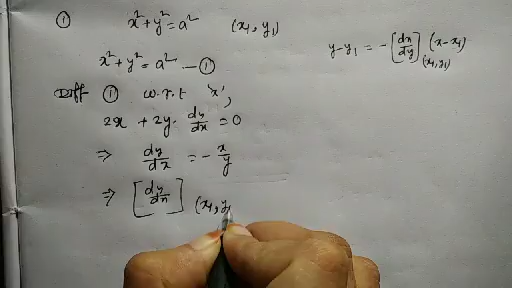 ① x²+y²=a² (x₁, y₁)
y-y₁ = -[dx/dy](x₁,y₁) (x-x₁)
x²+y²=a² —①
Diff ① w.r.t 'x',
2x + 2y · dy/dx = 0
⇒ dy/dx = -x/y
⇒ [dy/dx] (x₁, y₁